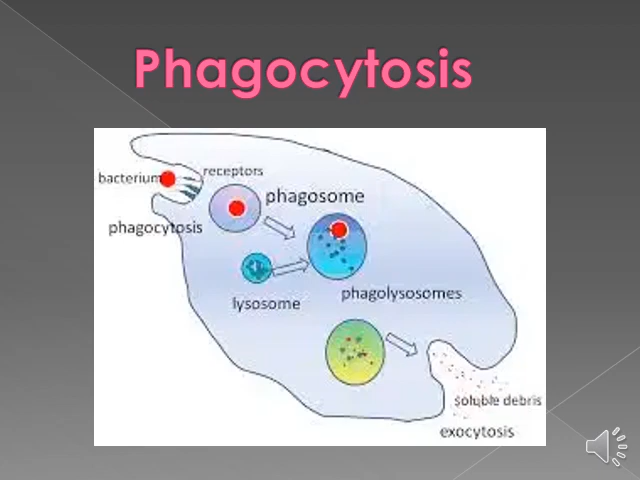 Phagocytosis
bacterium
receptors
phagosome
phagocytosis
lysosome
phagolysosomes
soluble debris
exocytosis